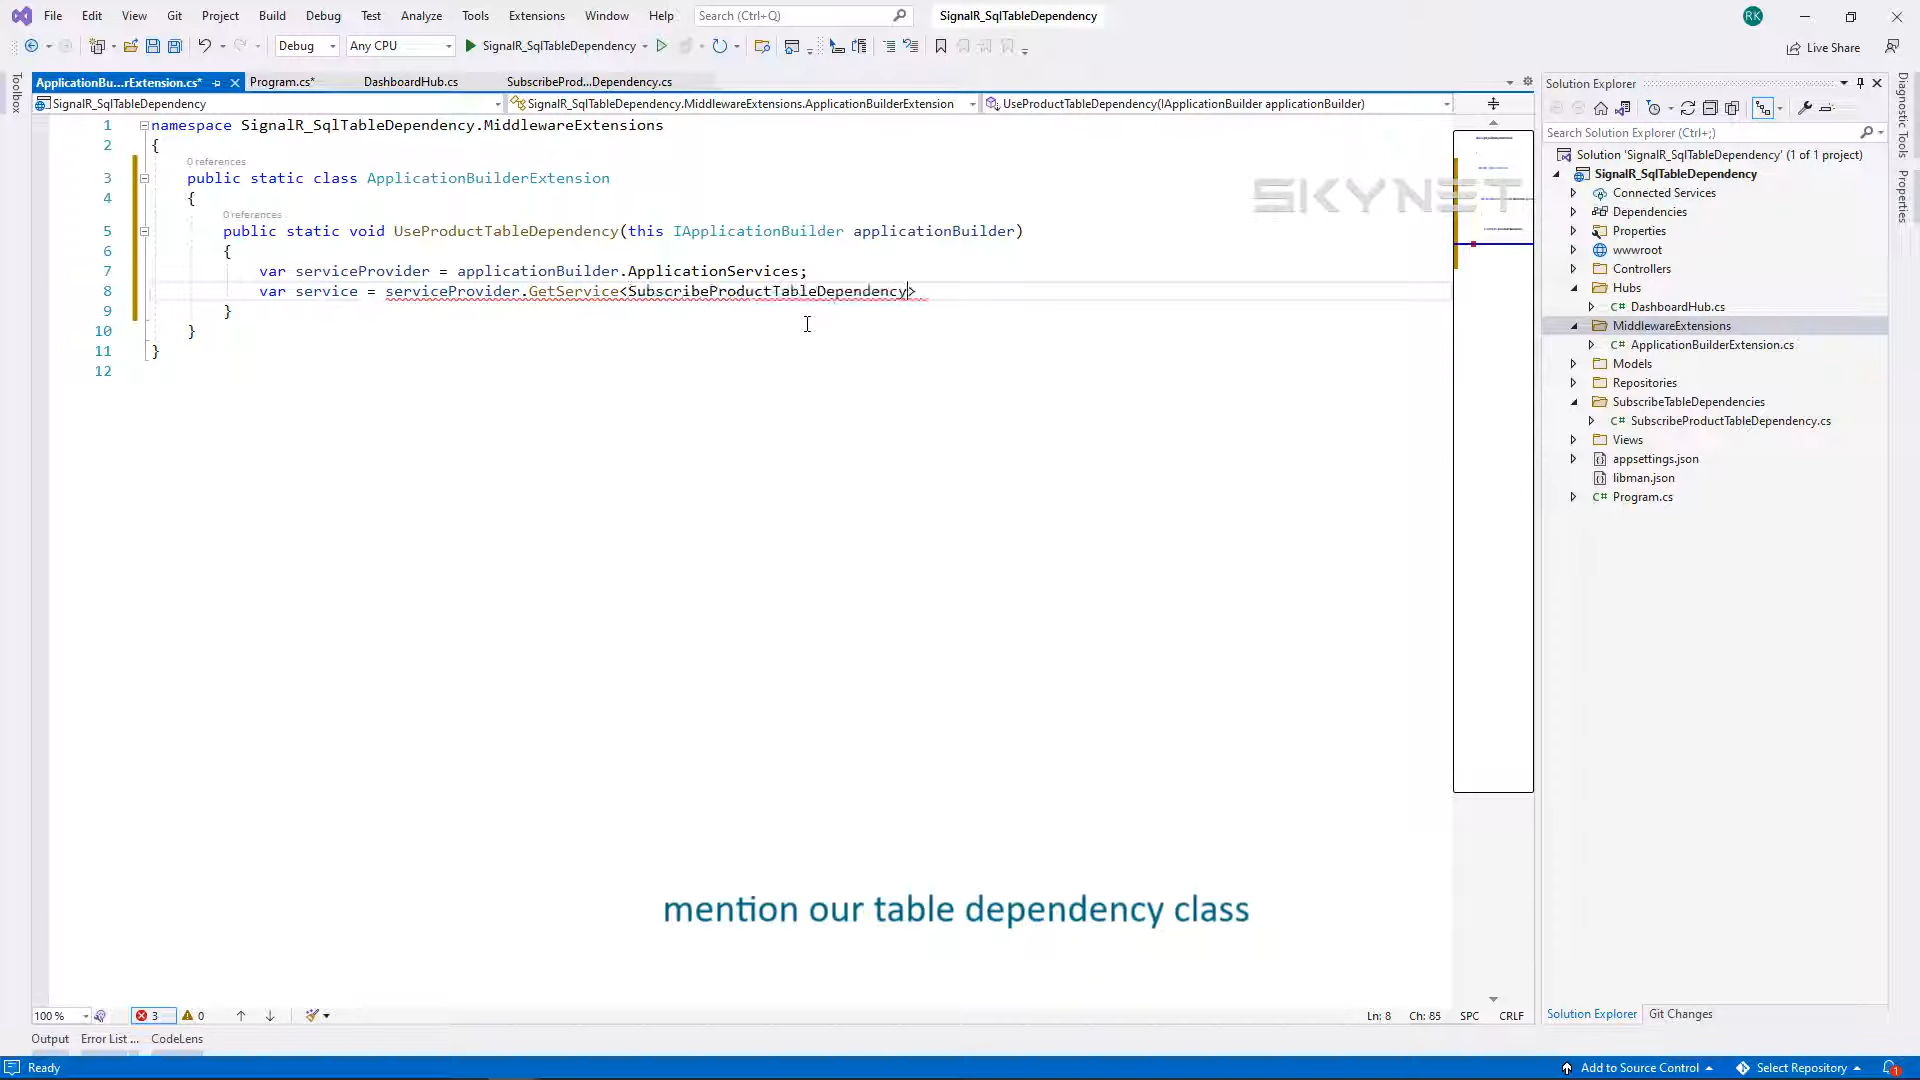 File Edit View Git Project Build Debug Test Analyze Tools Extensions Window Help Search (Ctrl+Q) SignalR_SqlTableDependency RK
Debug Any CPU SignalR_SqlTableDependency Live Share
Toolbox
ApplicationBu...rExtension.cs* Program.cs* DashboardHub.cs SubscribeProd...Dependency.cs
SignalR_SqlTableDependency SignalR_SqlTableDependency.MiddlewareExtensions.ApplicationBuilderExtension UseProductTableDependency(IApplicationBuilder applicationBuilder)
1 namespace SignalR_SqlTableDependency.MiddlewareExtensions
2 {
0 references
3 public static class ApplicationBuilderExtension
4 {
0 references
5 public static void UseProductTableDependency(this IApplicationBuilder applicationBuilder)
6 {
7 var serviceProvider = applicationBuilder.ApplicationServices;
8 var service = serviceProvider.GetService<SubscribeProductTableDependency>
9 }
10 }
11 }
12
SKYNET
mention our table dependency class
Solution Explorer
Search Solution Explorer (Ctrl+;)
Solution 'SignalR_SqlTableDependency' (1 of 1 project)
SignalR_SqlTableDependency
Connected Services
Dependencies
Properties
wwwroot
Controllers
Hubs
C# DashboardHub.cs
MiddlewareExtensions
C# ApplicationBuilderExtension.cs
Models
Repositories
SubscribeTableDependencies
C# SubscribeProductTableDependency.cs
Views
appsettings.json
libman.json
C# Program.cs
Diagnostic Tools
Properties
100 % 3 0 Ln: 8 Ch: 85 SPC CRLF
Solution Explorer Git Changes
Output Error List ... CodeLens
Ready Add to Source Control Select Repository 1